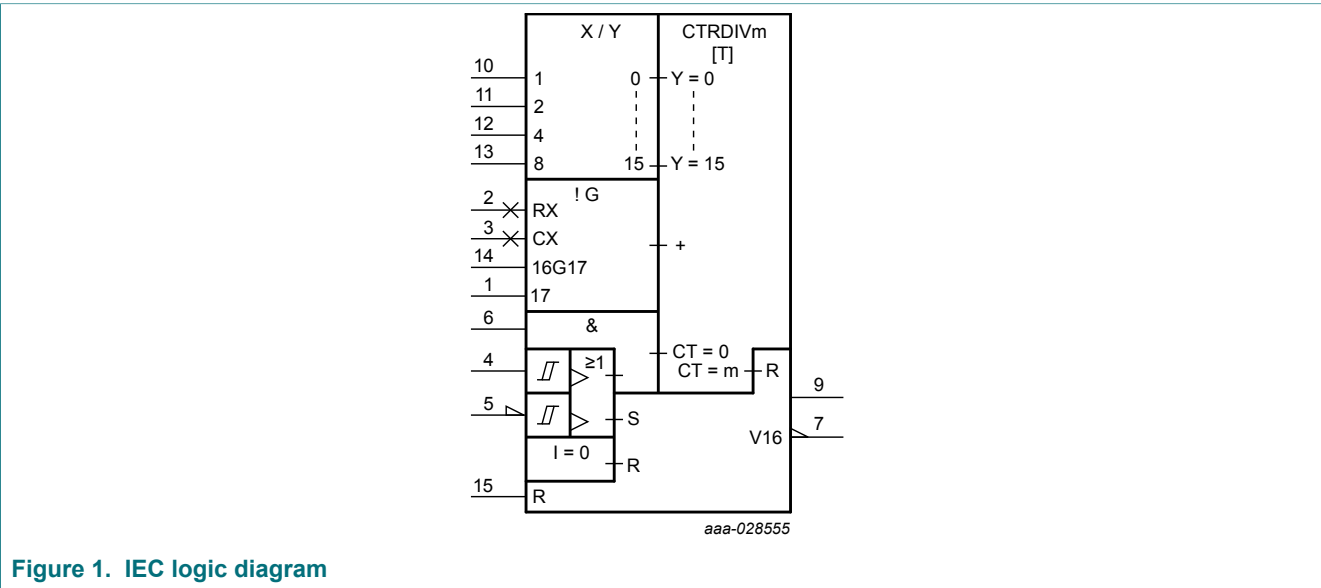 X / Y
CTRDIVm
[T]
10
1
0
Y = 0
11
2
12
4
13
8
15
Y = 15
! G
2
RX
3
CX
+
14
16G17
1
17
6
&
CT = 0
4
≥1
CT = m
R
9
5
S
7
V16
I = 0
R
15
R
aaa-028555
Figure 1. IEC logic diagram